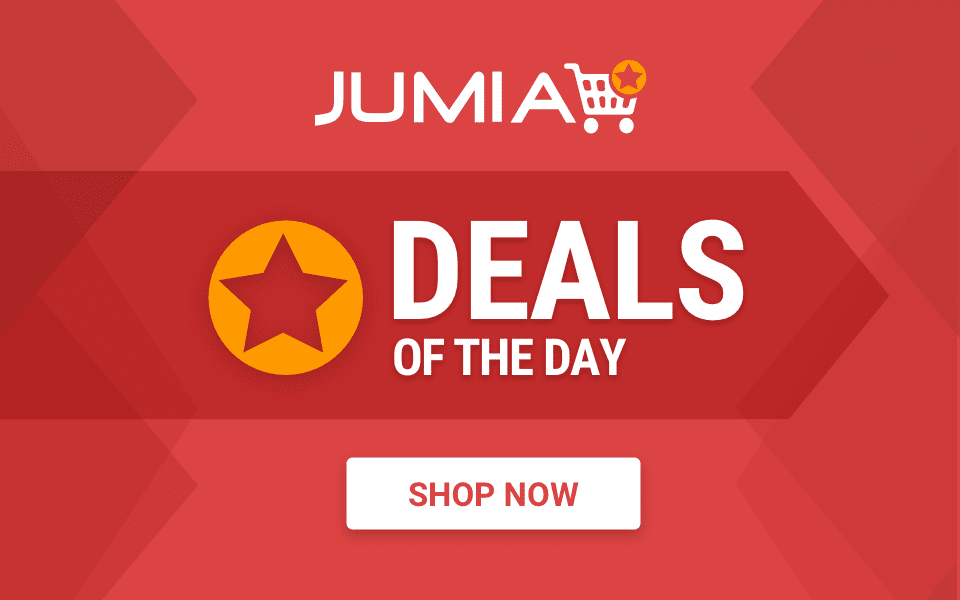 JUMIA
DEALS
OF THE DAY
SHOP NOW